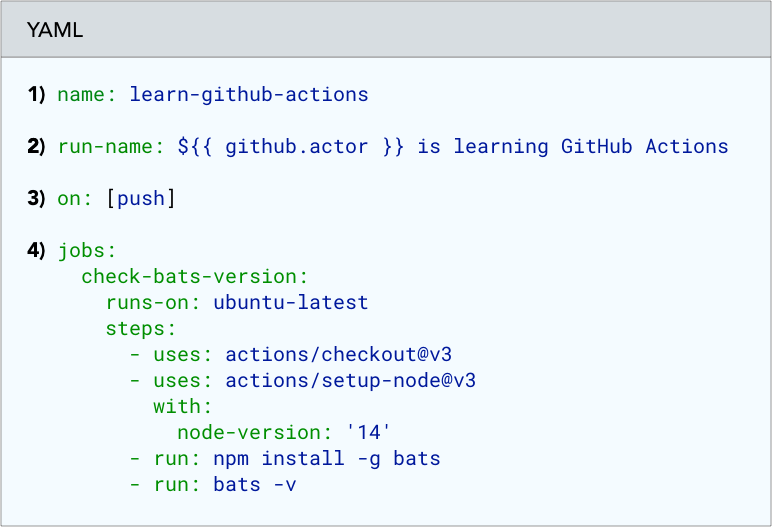 YAML
1) name: learn-github-actions
2) run-name: ${{ github.actor }} is learning GitHub Actions
3) on: [push]
4) jobs:
check-bats-version:
runs-on: ubuntu-latest
steps:
- uses: actions/checkout@v3
- uses: actions/setup-node@v3
with:
node-version: '14'
- run: npm install -g bats
- run: bats -v